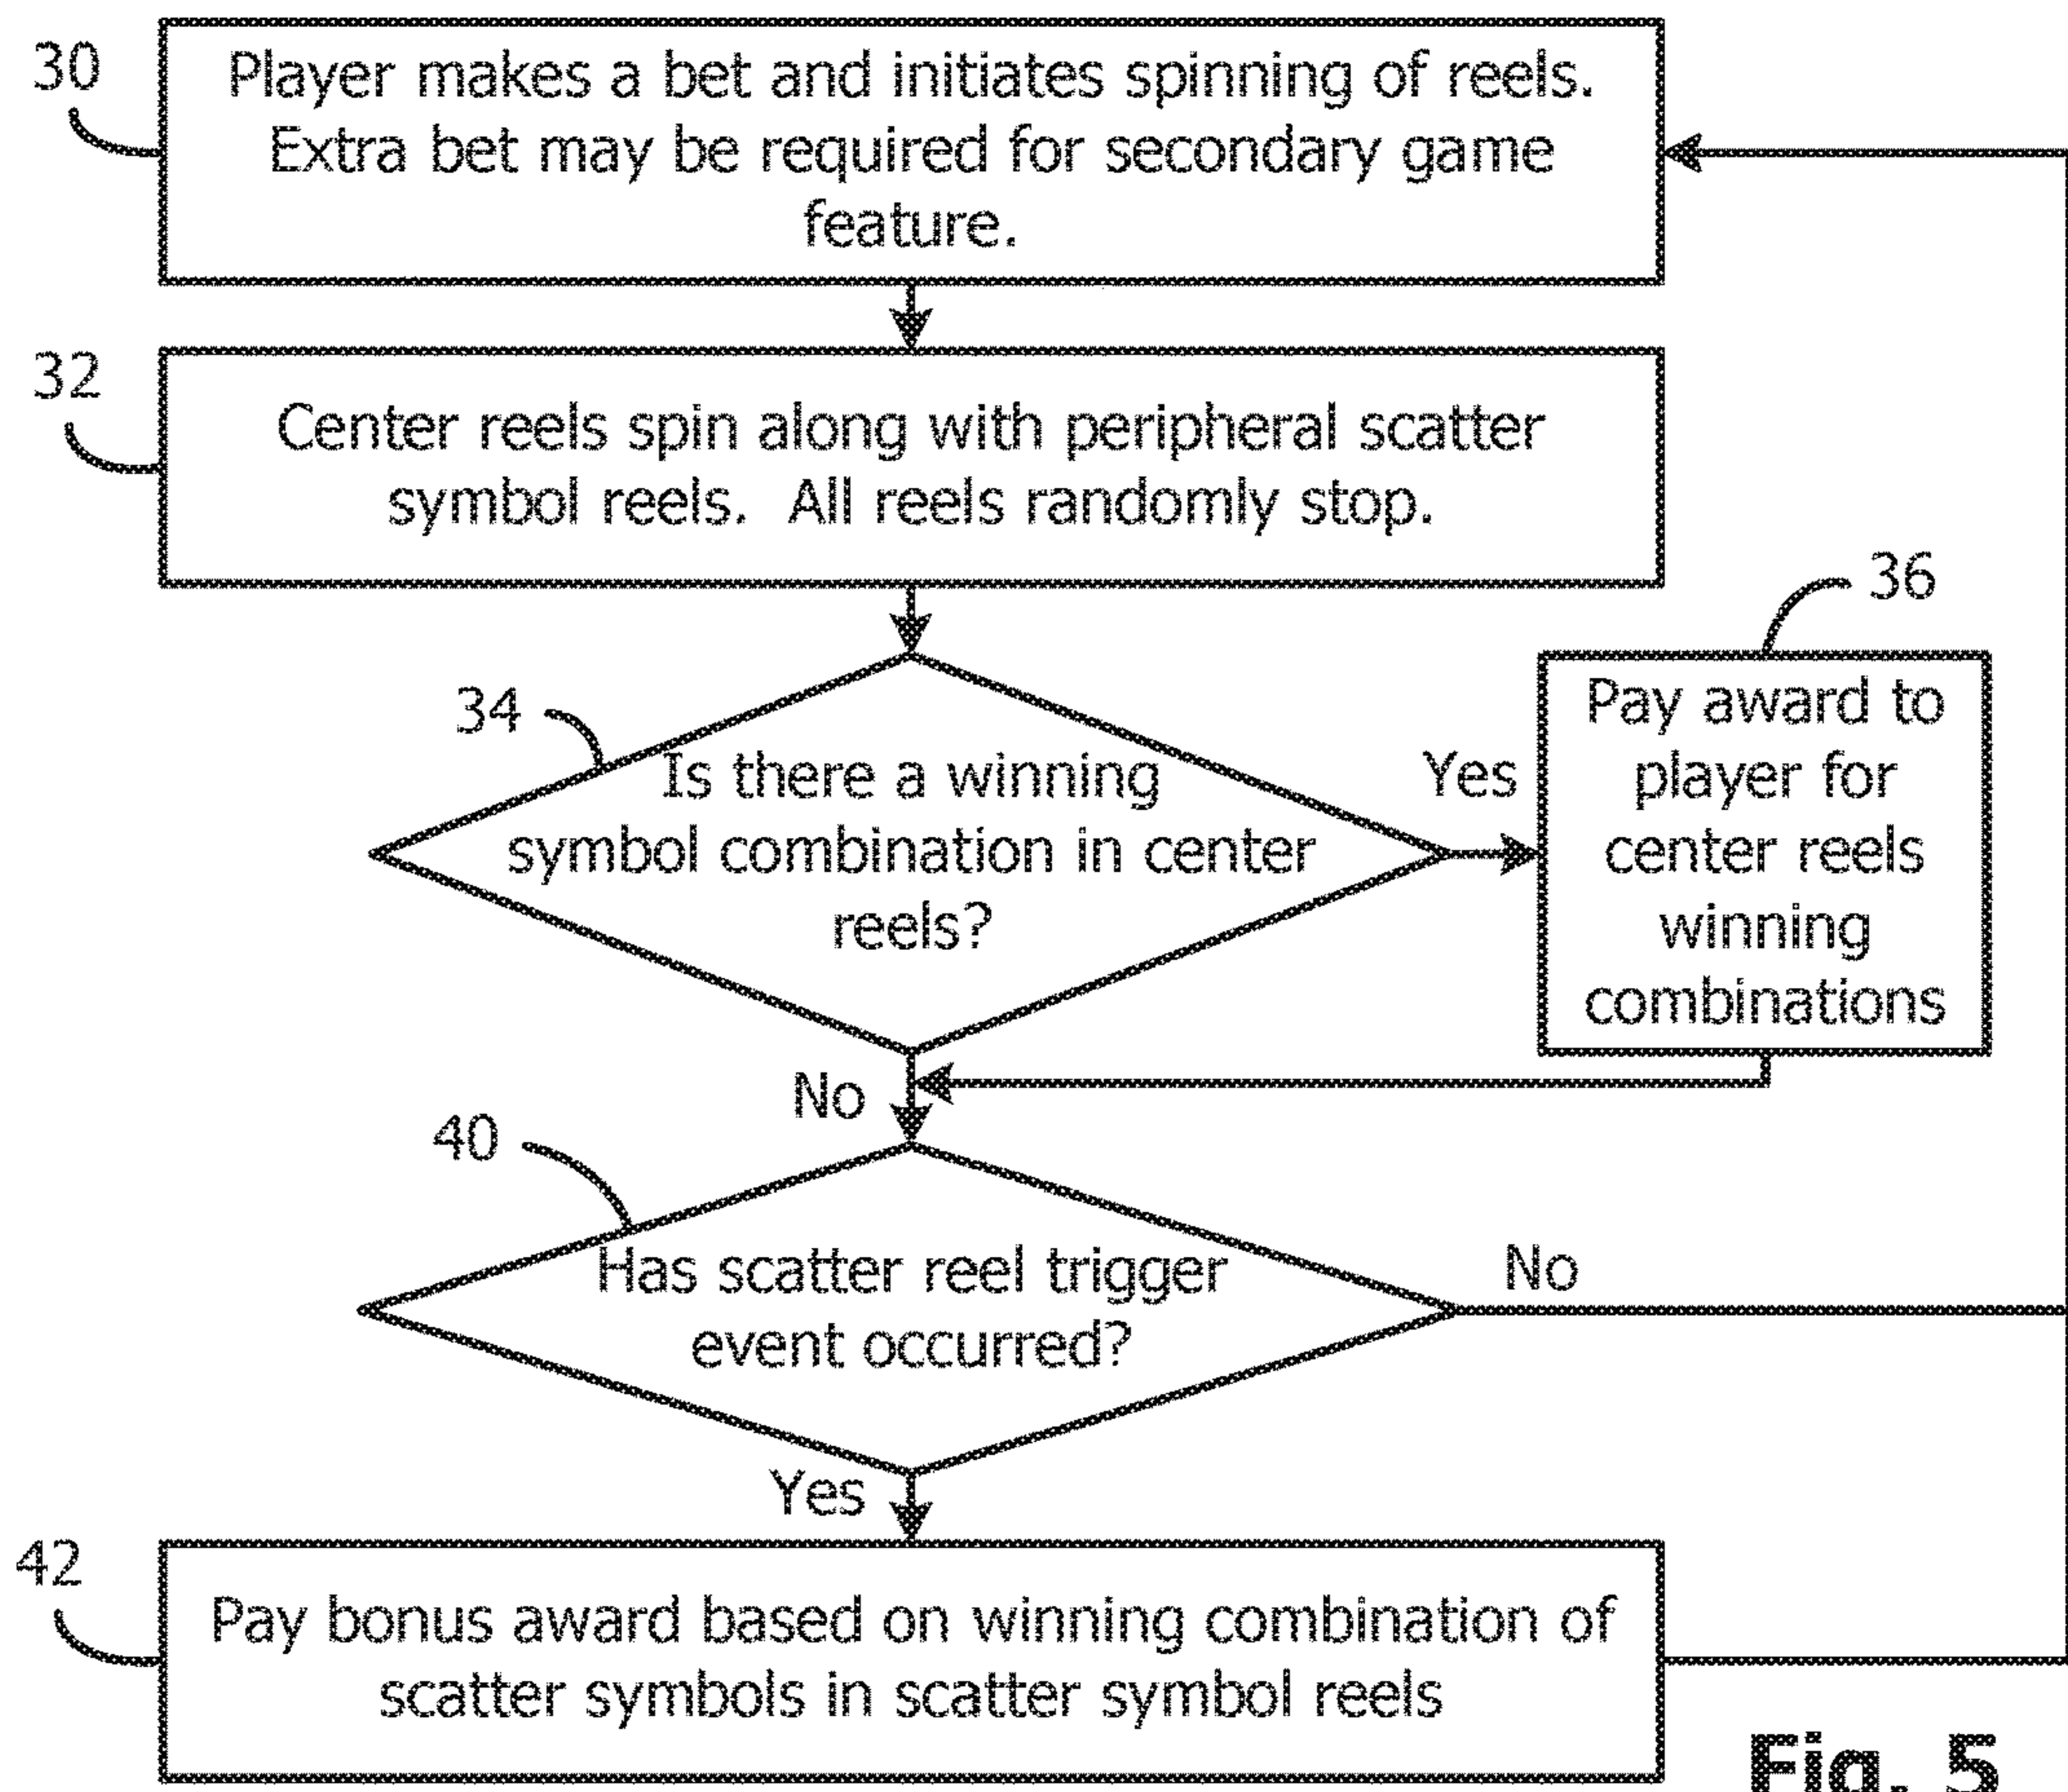 30
Player makes a bet and initiates spinning of reels.
Extra bet may be required for secondary game
feature.
32
Center reels spin along with peripheral scatter
symbol reels. All reels randomly stop.
36
34
Is there a winning
symbol combination in center
reels?
Yes
Pay award to
player for
center reels
winning
combinations
No
40
Has scatter reel trigger
event occurred?
No
Yes
42
Pay bonus award based on winning combination of
scatter symbols in scatter symbol reels
Fig. 5